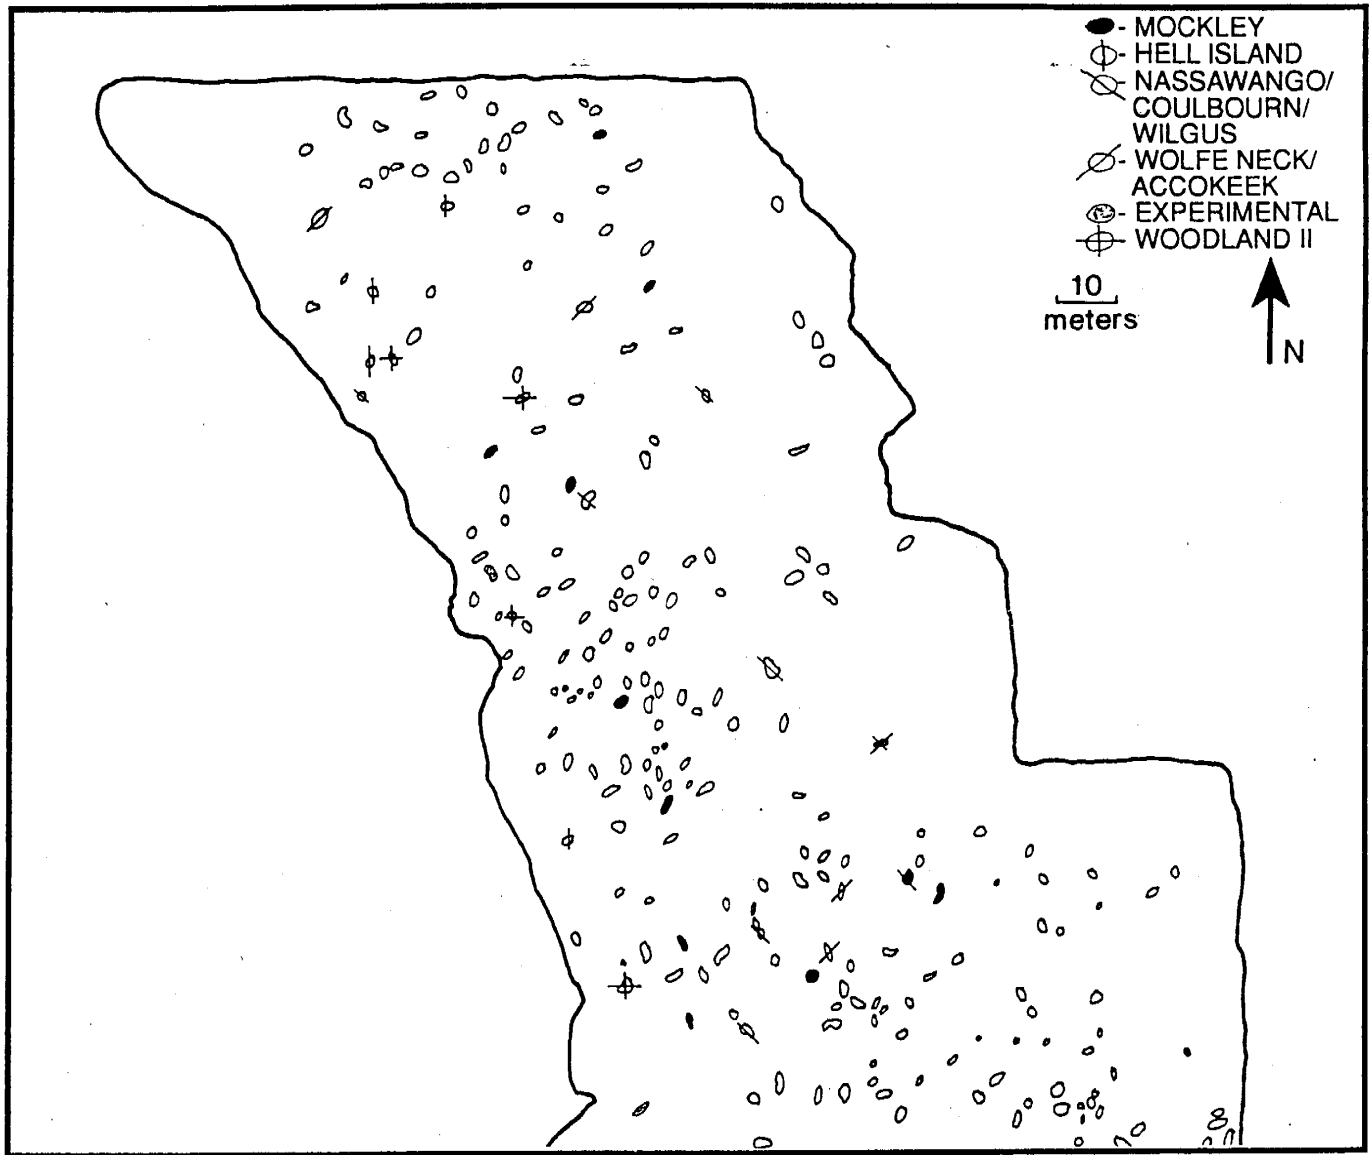 - MOCKLEY
- HELL ISLAND
- NASSAWANGO/
COULBOURN/
WILGUS
- WOLFE NECK/
ACCOKEEK
- EXPERIMENTAL
- WOODLAND II
10
meters
N